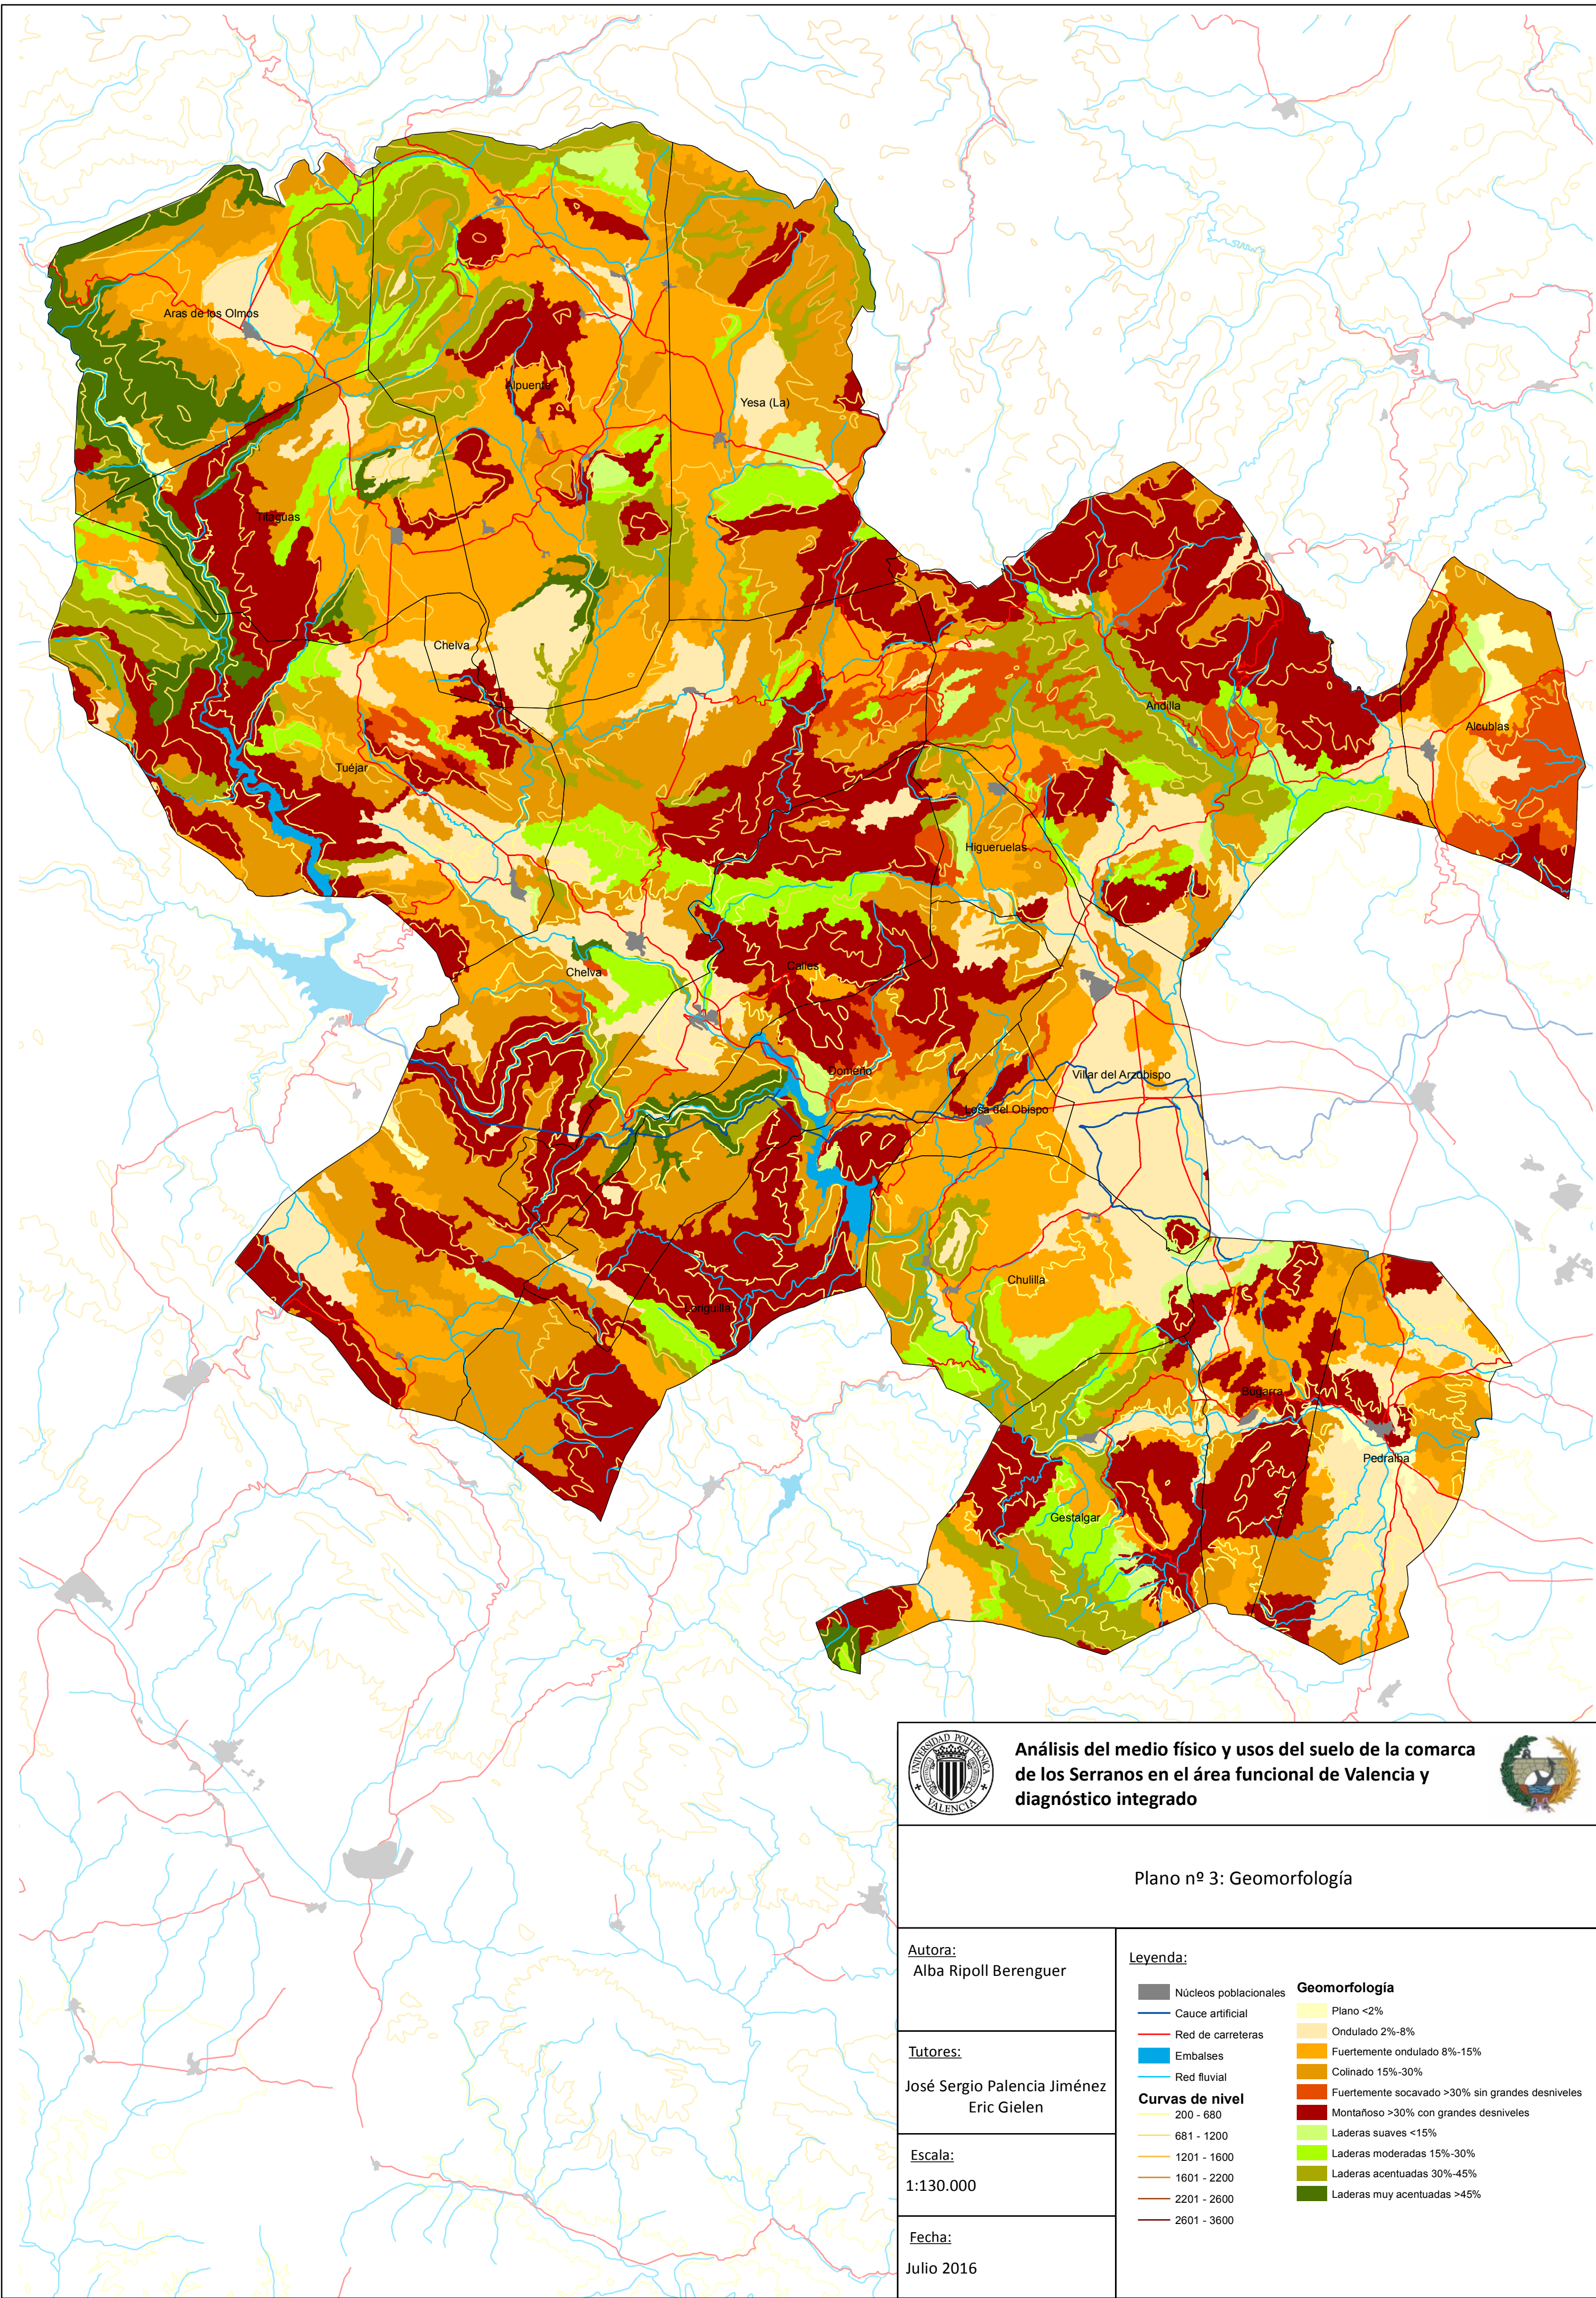 Aras de los Olmos
Alpuente
Yesa (La)
Titaguas
Chelva
Andilla
Alcublas
Tuéjar
Higueruelas
Calles
Chelva
Domeño
Villar del Arzobispo
Losa del Obispo
Chulilla
Loriguilla
Bugarra
Pedralba
Gestalgar
VNIVERSIDAD POLITECNICA
VALENCIA
Análisis del medio físico y usos del suelo de la comarca
de los Serranos en el área funcional de Valencia y
diagnóstico integrado
Plano nº 3: Geomorfología
Autora:
Alba Ripoll Berenguer
Tutores:
José Sergio Palencia Jiménez
Eric Gielen
Escala:
1:130.000
Fecha:
Julio 2016
Leyenda:
Núcleos poblacionales
Cauce artificial
Red de carreteras
Embalses
Red fluvial
Curvas de nivel
200 - 680
681 - 1200
1201 - 1600
1601 - 2200
2201 - 2600
2601 - 3600
Geomorfología
Plano <2%
Ondulado 2%-8%
Fuertemente ondulado 8%-15%
Colinado 15%-30%
Fuertemente socavado >30% sin grandes desniveles
Montañoso >30% con grandes desniveles
Laderas suaves <15%
Laderas moderadas 15%-30%
Laderas acentuadas 30%-45%
Laderas muy acentuadas >45%